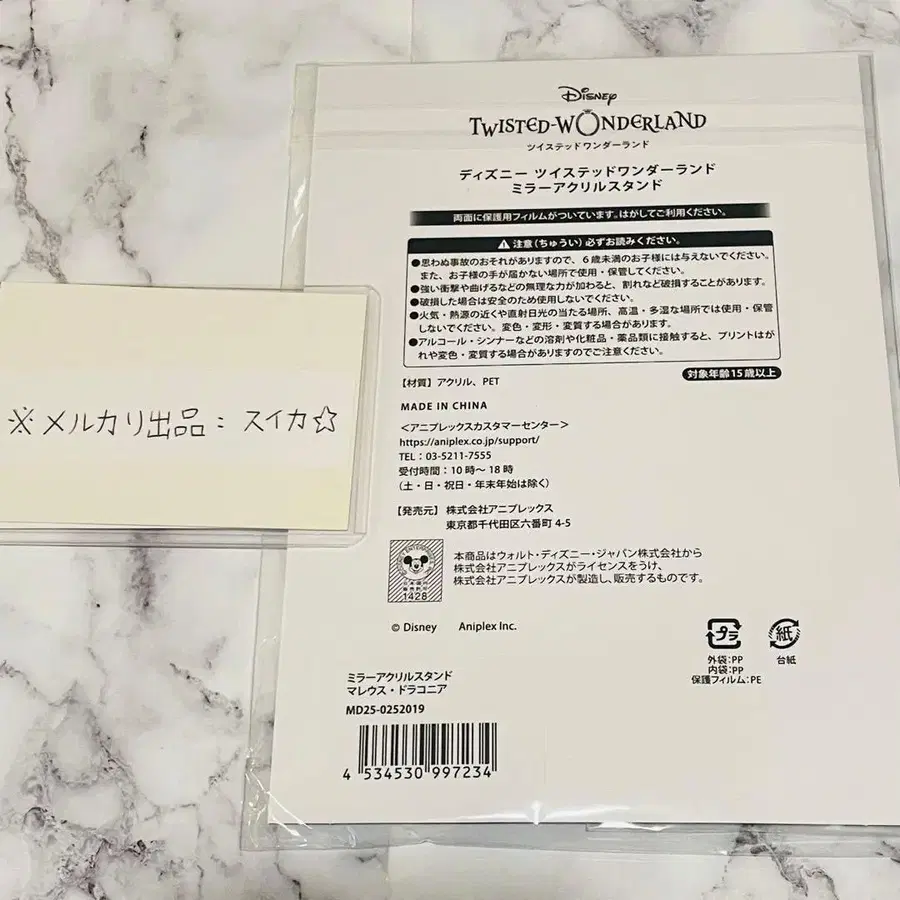 ※メルカリ出品：スイカ☆
Disney
TWISTED-WONDERLAND
ツイステッドワンダーランド
ディズニー ツイステッドワンダーランド
ミラーアクリルスタンド
両面に保護用フィルムがついています。はがしてご利用ください。
注意（ちゅうい）必ずお読みください。
●思わぬ事故のおそれがありますので、6歳未満のお子様には与えないでください。
また、お子様の手が届かない場所で使用・保管してください。
●強い衝撃や曲げるなどの無理な力が加わると、割れなど破損することがあります。
●破損した場合は安全のため使用しないでください。
●火気・熱源の近くや直射日光の当たる場所、高温・多湿な場所では使用・保管
しないでください。変色・変形・変質する場合があります。
●アルコール・シンナーなどの溶剤や化粧品・薬品類に接触すると、プリントはが
れや変色・変質する場合がありますのでご注意ください。
対象年齢15歳以上
【材質】アクリル、PET
MADE IN CHINA
＜アニプレックスカスタマーセンター＞
https://aniplex.co.jp/support/
TEL：03-5211-7555
受付時間：10時～18時
（土・日・祝日・年末年始は除く）
【発売元】株式会社アニプレックス
東京都千代田区六番町 4-5
1428
本商品はウォルト・ディズニー・ジャパン株式会社から
株式会社アニプレックスがライセンスをうけ、
株式会社アニプレックスが製造し、販売するものです。
© Disney Aniplex Inc.
プラ 紙
外袋：PP 台紙
内袋：PP
保護フィルム：PE
ミラーアクリルスタンド
マレウス・ドラコニア
MD25-0252019
4 534530 997234